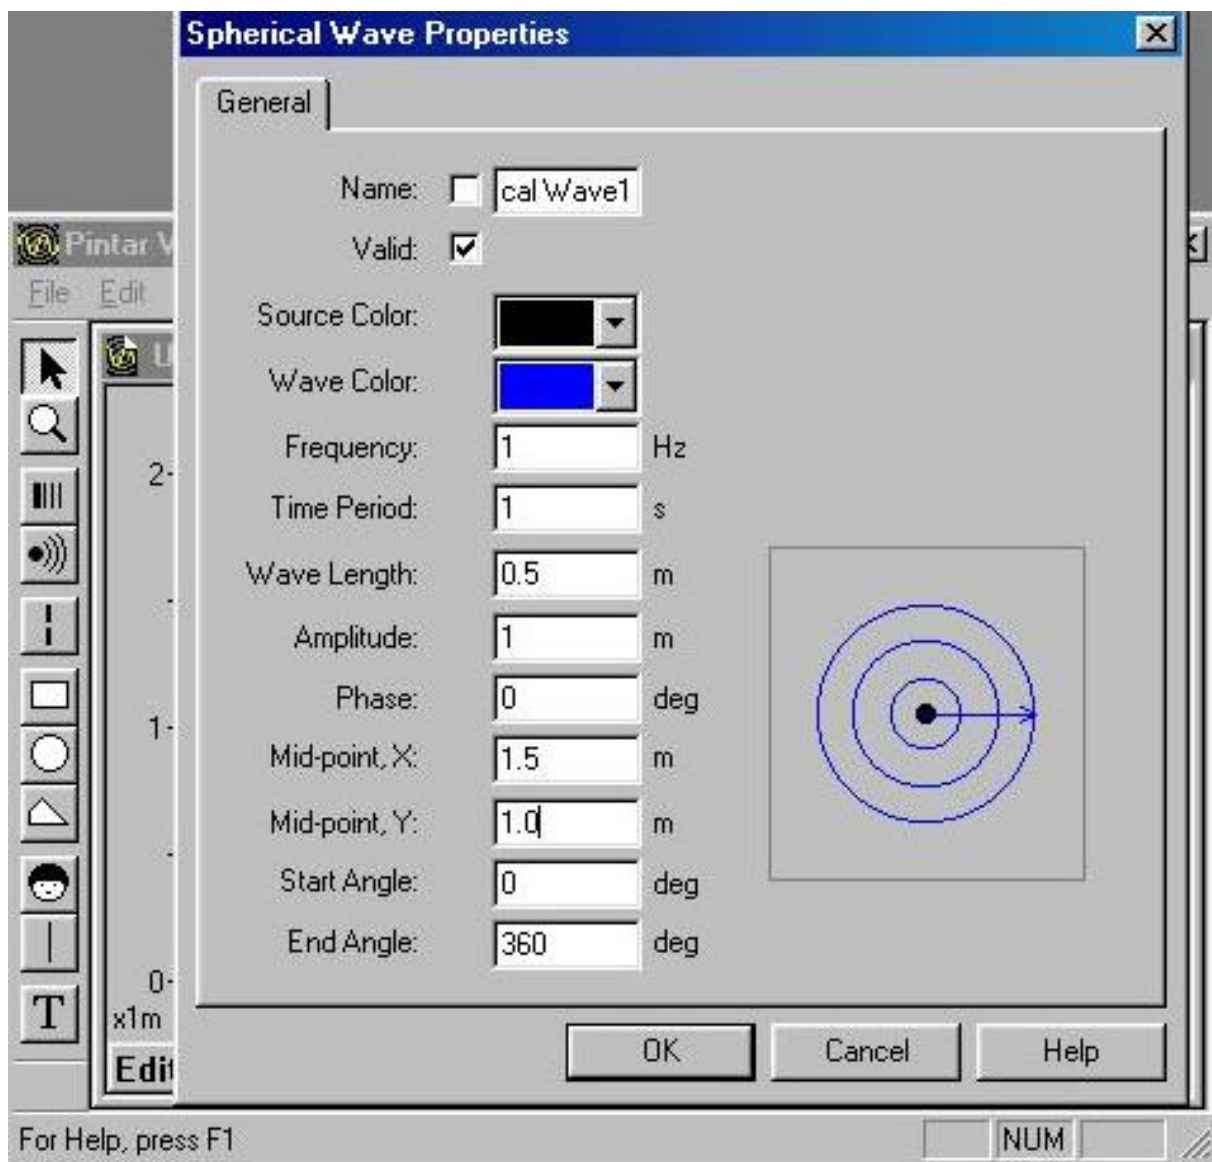 Spherical Wave Properties
General
Name: cal Wave1
Valid:
Source Color:
Wave Color:
Frequency: 1 Hz
Time Period: 1 s
Wave Length: 0.5 m
Amplitude: 1 m
Phase: 0 deg
Mid-point, X: 1.5 m
Mid-point, Y: 1.0 m
Start Angle: 0 deg
End Angle: 360 deg
OK Cancel Help
Pintar V
File Edit
U
2
1
0
x1m
T
Edit
For Help, press F1 NUM